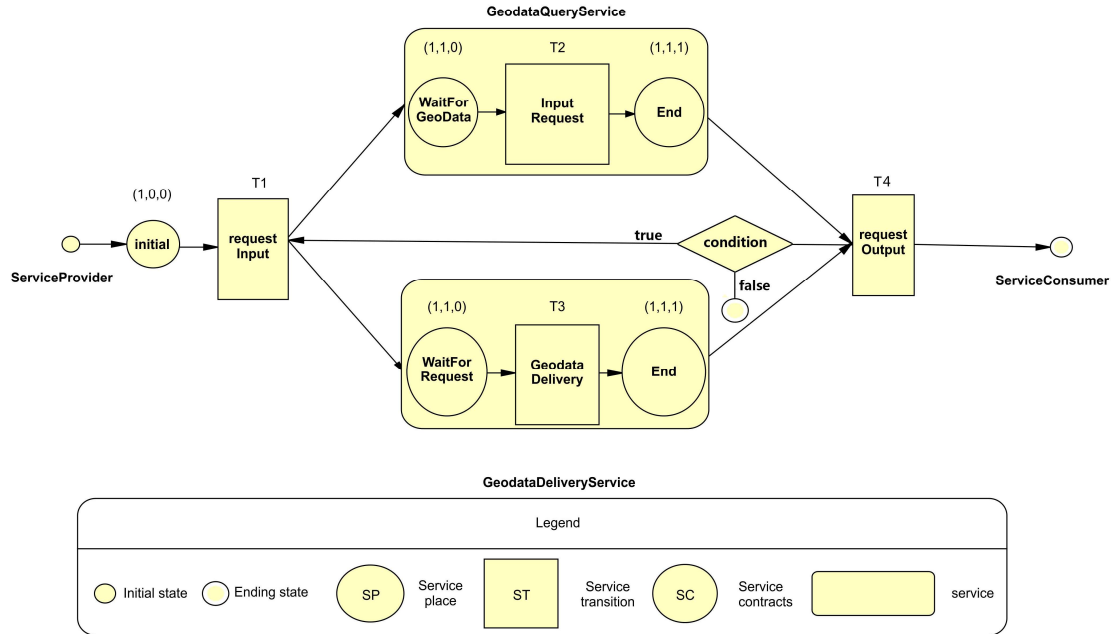 GeodataQueryService
(1,1,0)
T2
(1,1,1)
WaitFor
GeoData
Input
Request
End
(1,0,0)
T1
T4
initial
request
Input
true
condition
request
Output
ServiceProvider
ServiceConsumer
false
(1,1,0)
T3
(1,1,1)
WaitFor
Request
Geodata
Delivery
End
GeodataDeliveryService
Legend
Initial state
Ending state
SP
Service
place
ST
Service
transition
SC
Service
contracts
service